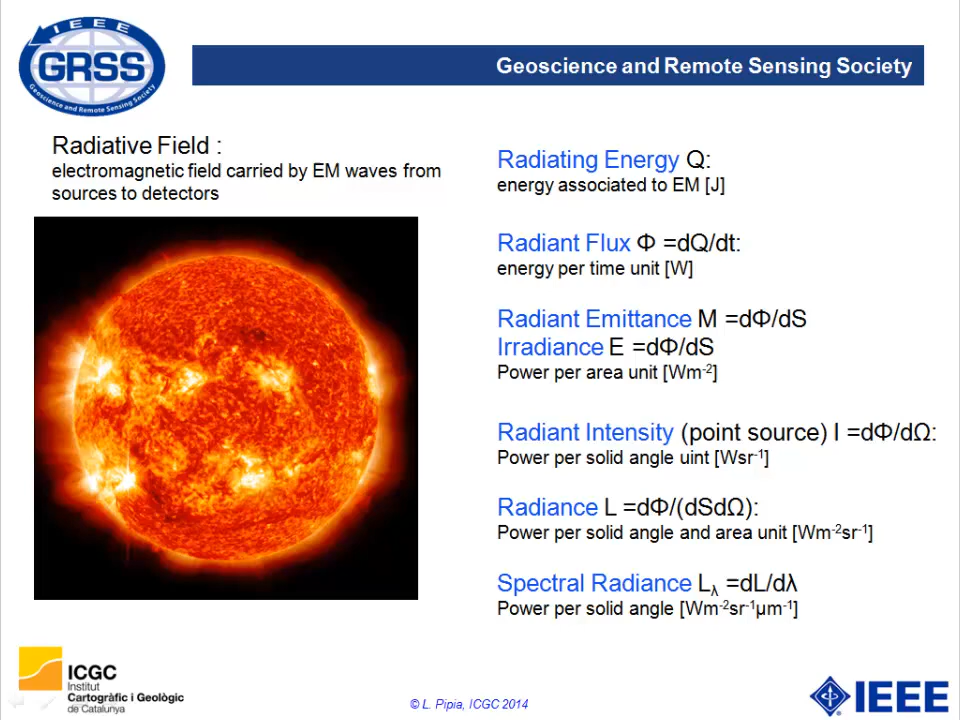 IEEE
GRSS
Geoscience and Remote Sensing Society
Geoscience and Remote Sensing Society
Radiative Field :
electromagnetic field carried by EM waves from
sources to detectors
Radiating Energy Q:
energy associated to EM [J]
Radiant Flux Φ =dQ/dt:
energy per time unit [W]
Radiant Emittance M =dΦ/dS
Irradiance E =dΦ/dS
Power per area unit [Wm⁻²]
Radiant Intensity (point source) I =dΦ/dΩ:
Power per solid angle uint [Wsr⁻¹]
Radiance L =dΦ/(dSdΩ):
Power per solid angle and area unit [Wm⁻²sr⁻¹]
Spectral Radiance L_λ =dL/dλ
Power per solid angle [Wm⁻²sr⁻¹µm⁻¹]
ICGC
Institut
Cartogràfic i Geològic
de Catalunya
© L. Pipia, ICGC 2014
IEEE